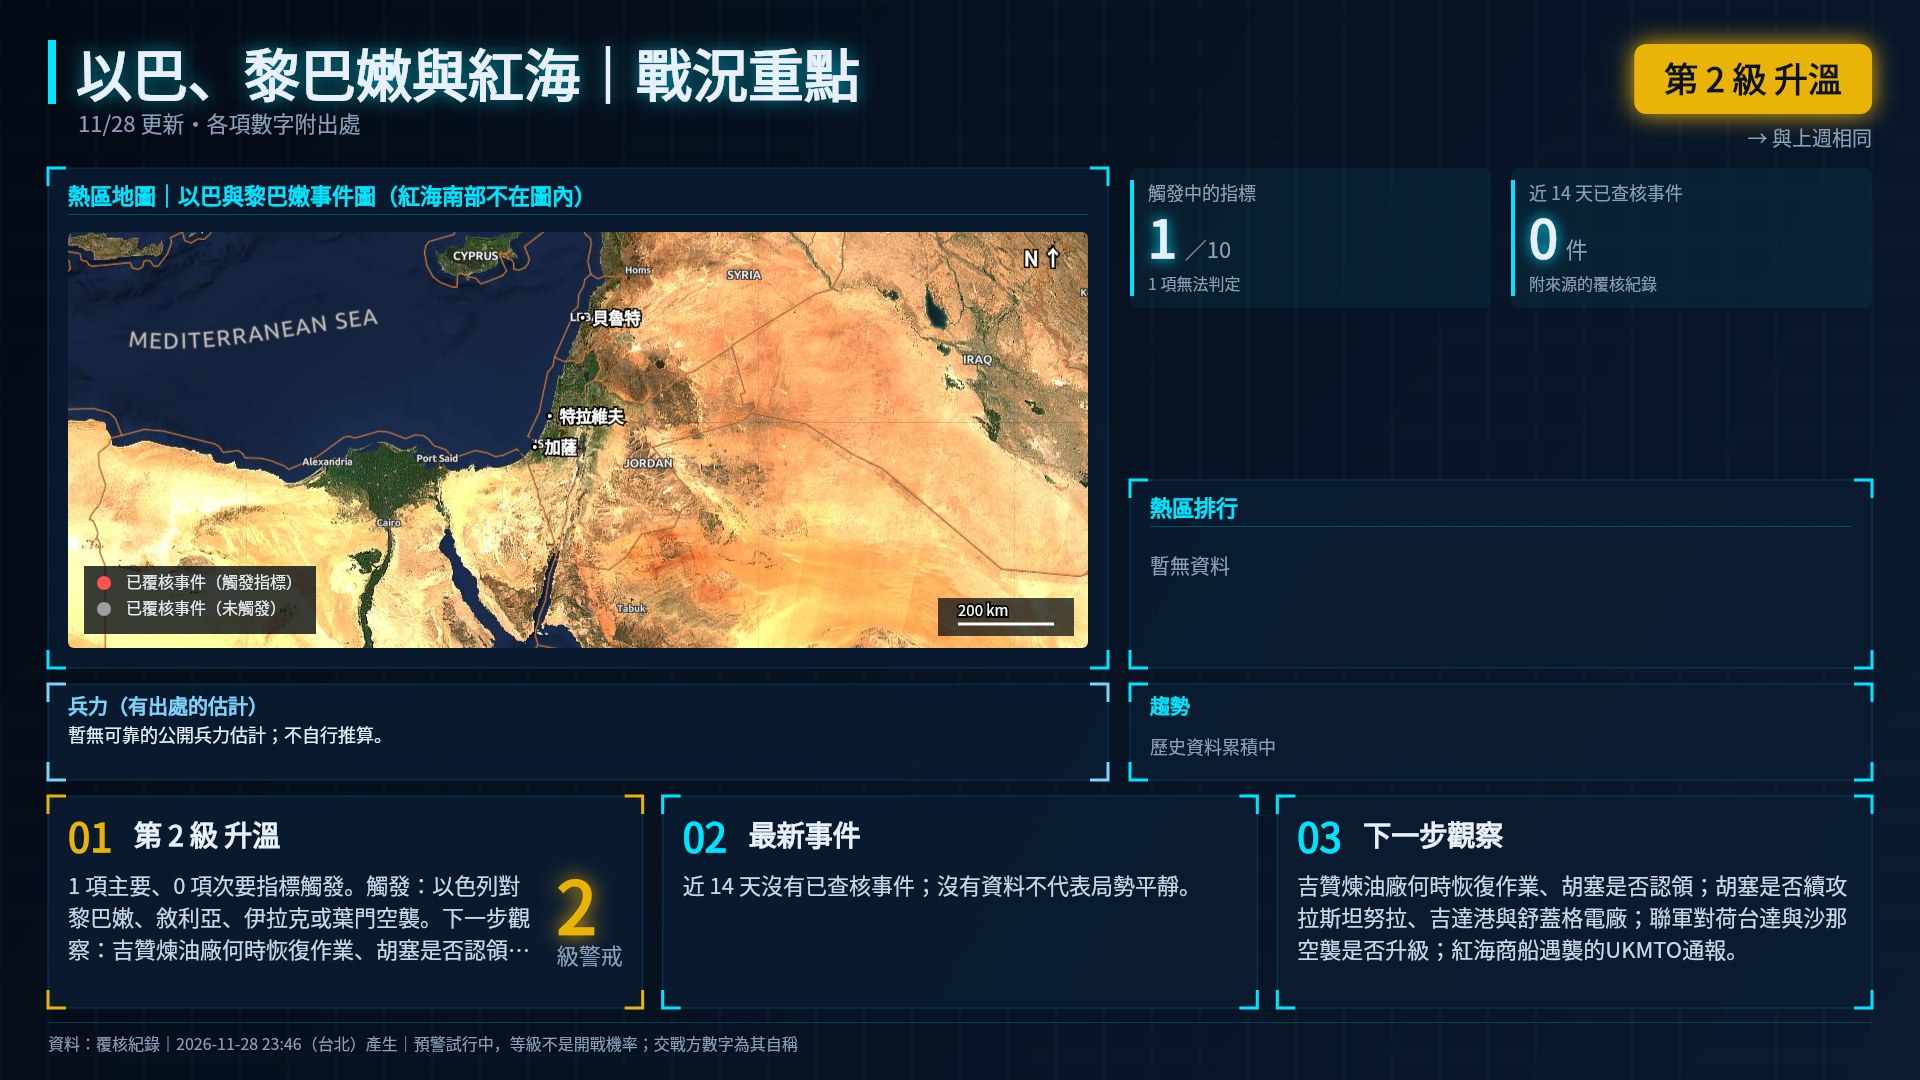 以巴、黎巴嫩與紅海｜戰況重點
11/28 更新・各項數字附出處
第 2 級 升溫
→ 與上週相同
熱區地圖｜以巴與黎巴嫩事件圖（紅海南部不在圖內）
CYPRUS
Homs
SYRIA
N ↑
MEDITERRANEAN SEA
貝魯特
IRAQ
特拉維夫
加薩
Alexandria
Port Said
JORDAN
Cairo
Tabuk
已覆核事件（觸發指標）
已覆核事件（未觸發）
200 km
觸發中的指標
1 ／10
1 項無法判定
近 14 天已查核事件
0 件
附來源的覆核紀錄
熱區排行
暫無資料
兵力（有出處的估計）
暫無可靠的公開兵力估計；不自行推算。
趨勢
歷史資料累積中
01 第 2 級 升溫
1 項主要、0 項次要指標觸發。觸發：以色列對
黎巴嫩、敘利亞、伊拉克或葉門空襲。下一步觀
察：吉贊煉油廠何時恢復作業、胡塞是否認領…
2
級警戒
02 最新事件
近 14 天沒有已查核事件；沒有資料不代表局勢平靜。
03 下一步觀察
吉贊煉油廠何時恢復作業、胡塞是否認領；胡塞是否續攻
拉斯坦努拉、吉達港與舒蓋格電廠；聯軍對荷台達與沙那
空襲是否升級；紅海商船遇襲的UKMTO通報。
資料：覆核紀錄｜2026-11-28 23:46（台北）產生｜預警試行中，等級不是開戰機率；交戰方數字為其自稱